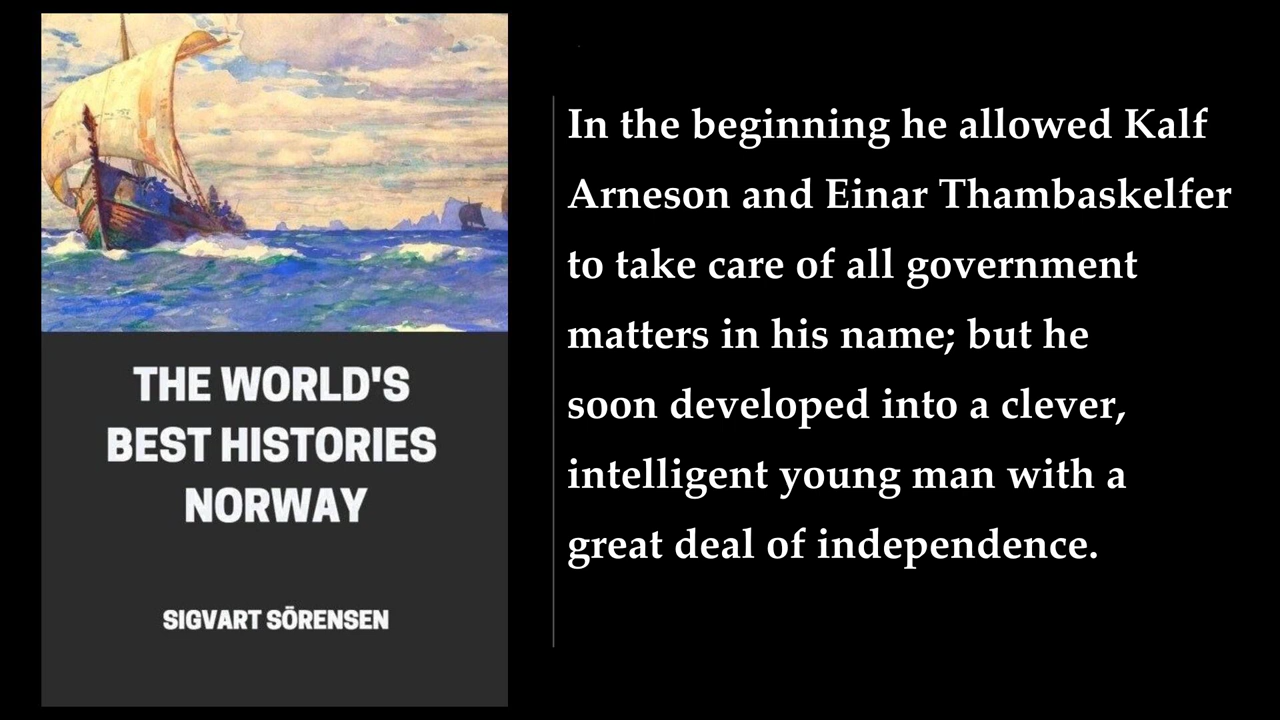 THE WORLD'S
BEST HISTORIES
NORWAY
SIGVART SÖRENSEN
In the beginning he allowed Kalf
Arneson and Einar Thambaskelfer
to take care of all government
matters in his name; but he
soon developed into a clever,
intelligent young man with a
great deal of independence.